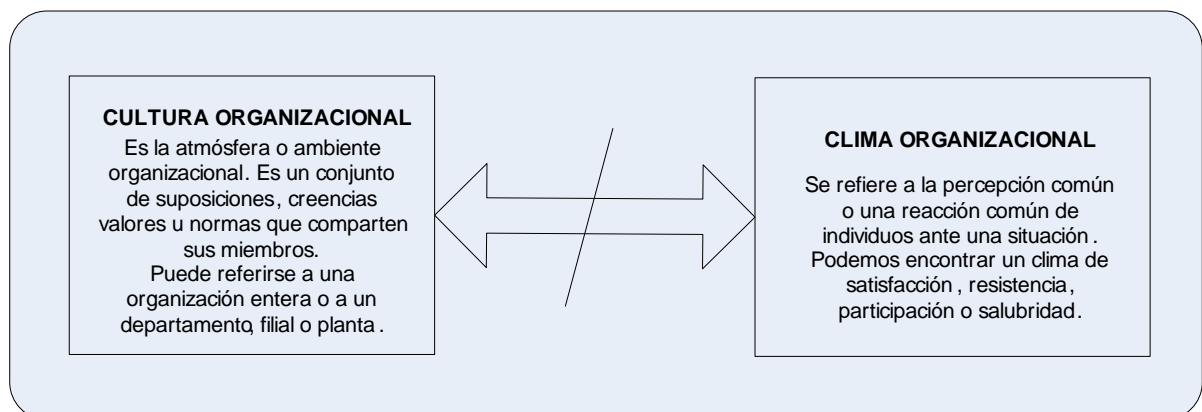 CULTURA ORGANIZACIONAL
Es la atmósfera o ambiente
organizacional. Es un conjunto
de suposiciones, creencias
valores u normas que comparten
sus miembros.
Puede referirse a una
organización entera o a un
departamento, filial o planta.
CLIMA ORGANIZACIONAL
Se refiere a la percepción común
o una reacción común de
individuos ante una situación.
Podemos encontrar un clima de
satisfacción, resistencia,
participación o salubridad.